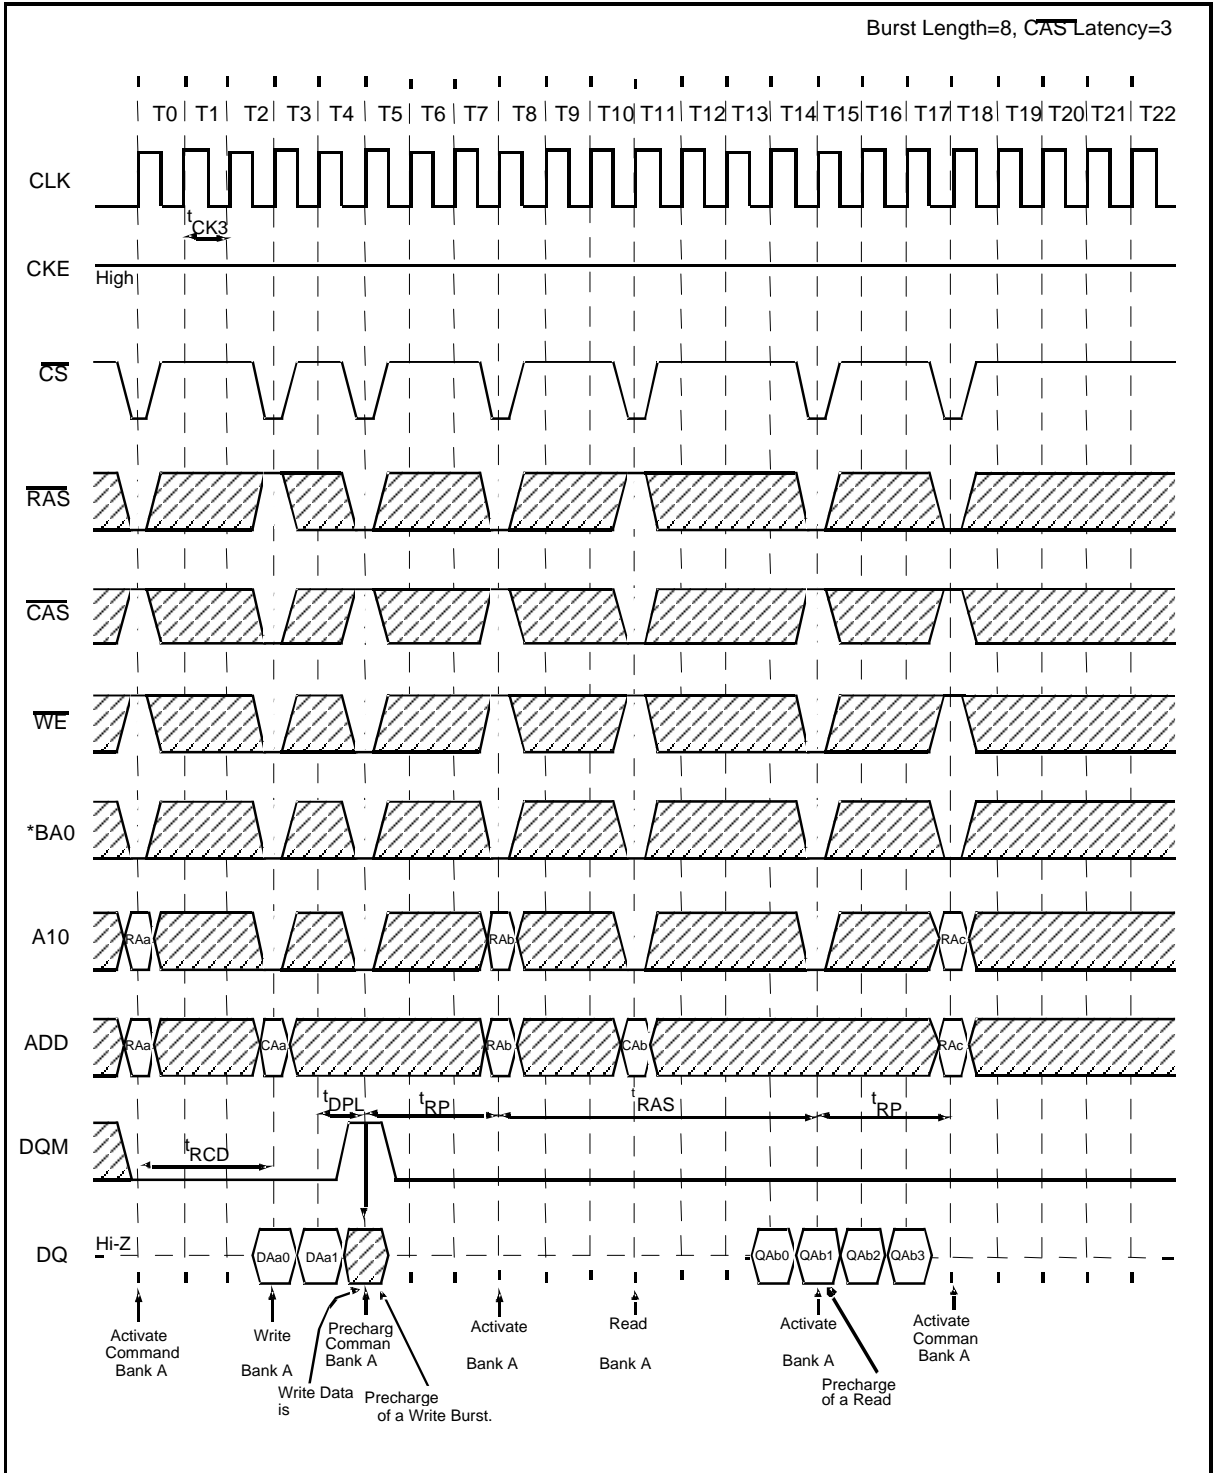 Burst Length=8, CAS Latency=3
T0 T1 T2 T3 T4 T5 T6 T7 T8 T9 T10 T11 T12 T13 T14 T15 T16 T17 T18 T19 T20 T21 T22
CLK
tCK3
CKE
High
CS
RAS
CAS
WE
*BA0
A10
RAa RAb RAc
ADD
RAa CAa RAb CAb RAc
tDPL tRP tRAS tRP
DQM
tRCD
DQ
Hi-Z
DAa0 DAa1 QAb0 QAb1 QAb2 QAb3
Activate
Command
Bank A
Write
Bank A
Write Data
is
Precharg
Comman
Bank A
Precharge
of a Write Burst.
Activate
Bank A
Read
Bank A
Activate
Bank A
Precharge
of a Read
Activate
Comman
Bank A